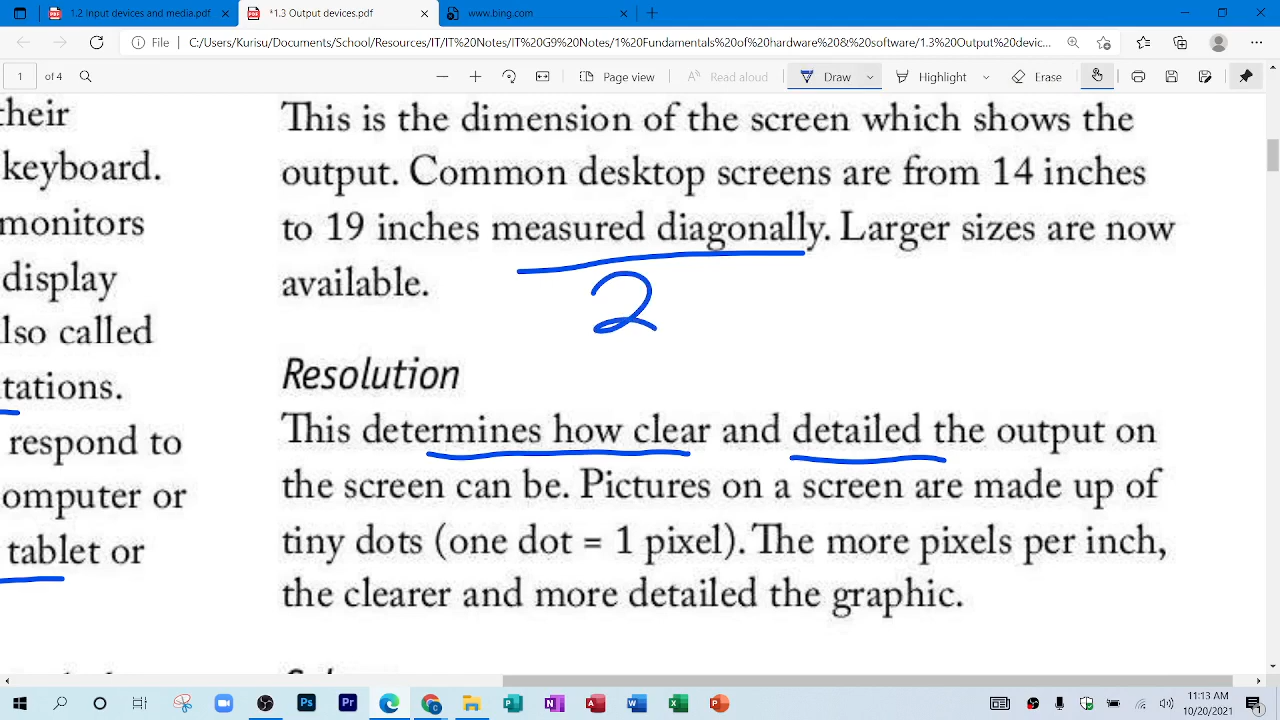 1.2 Input devices and media.pdf
*1.3 Output devices.pdf
www.bing.com
File
C:/Users/Kurisu/Documents/School/Resources/IT/IT%20Notes/IT%20G9%20Notes/1%20Fundamentals%20of%20hardware%20&%20software/1.3%20Output%20devic...
1 of 4
Page view
Read aloud
Draw
Highlight
Erase
their
keyboard.
monitors
display
lso called
tations.
respond to
omputer or
tablet or
This is the dimension of the screen which shows the
output. Common desktop screens are from 14 inches
to 19 inches measured diagonally. Larger sizes are now
available.
2
Resolution
This determines how clear and detailed the output on
the screen can be. Pictures on a screen are made up of
tiny dots (one dot = 1 pixel). The more pixels per inch,
the clearer and more detailed the graphic.
11:13 AM
10/20/2021